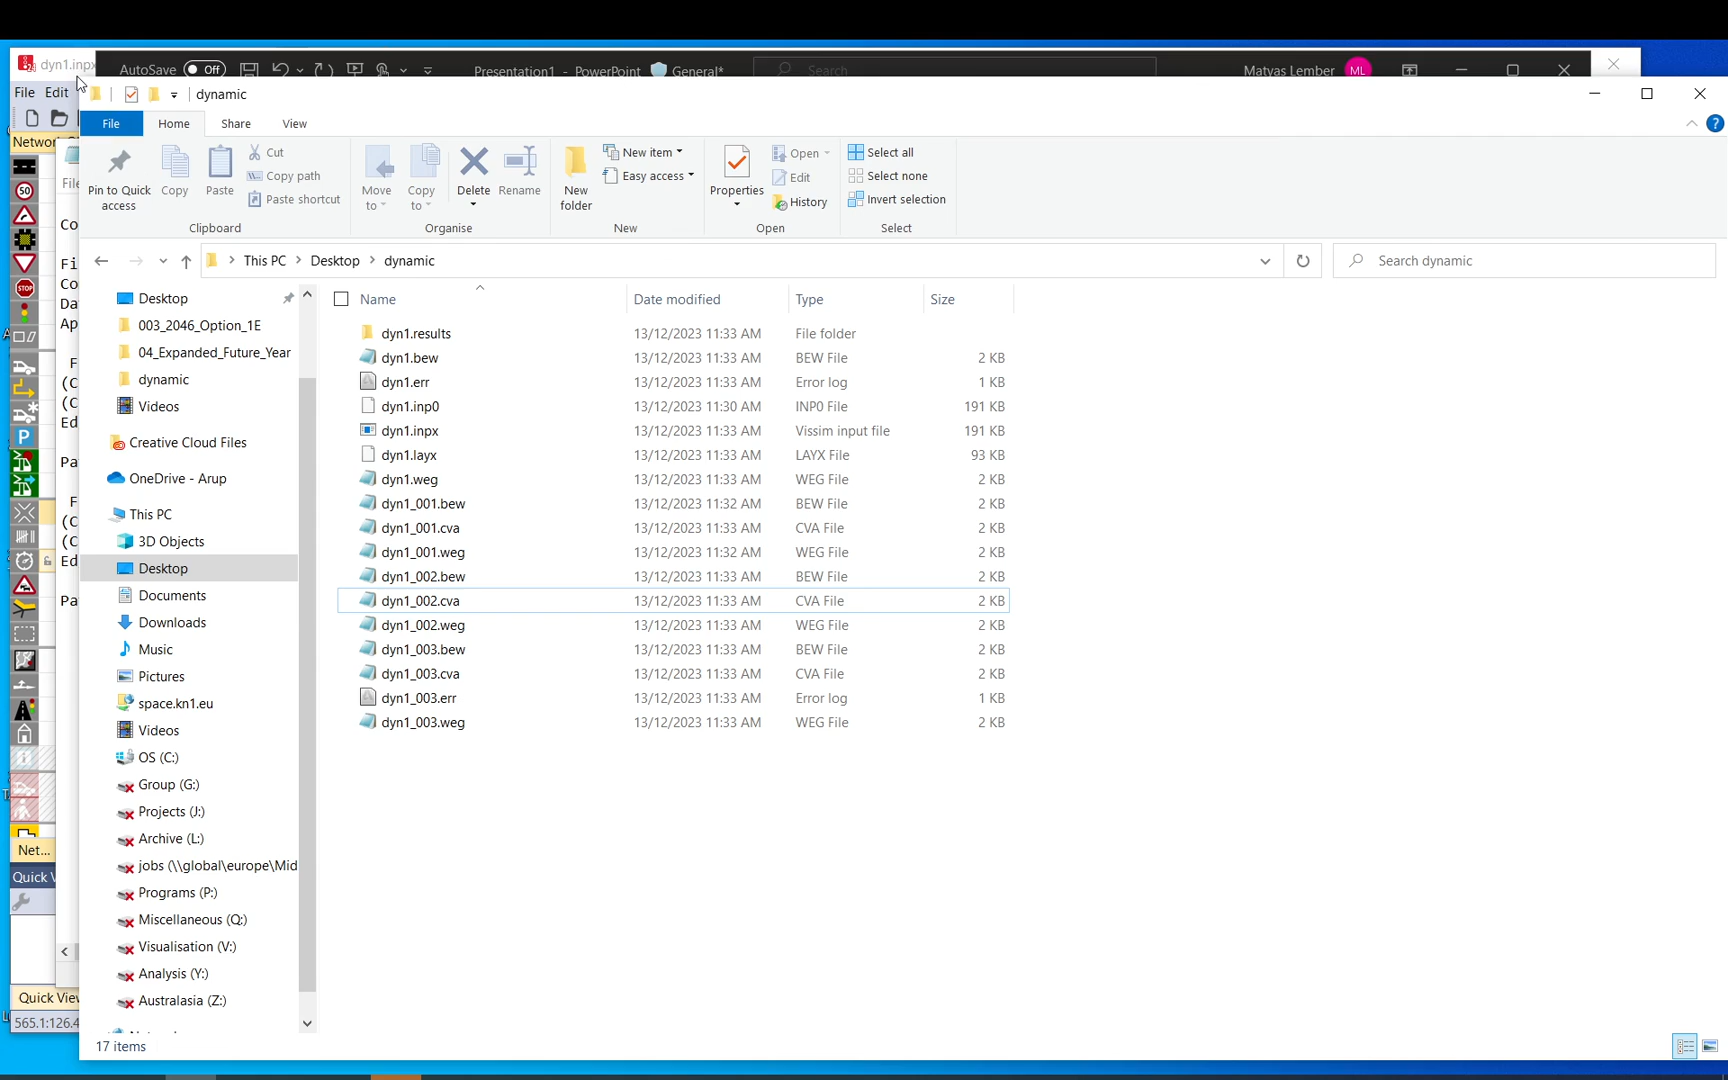 dyn1.inpx
AutoSave Off
Presentation1 - PowerPoint General*
Search
Matyas Lember ML
File Edit
dynamic
File Home Share View
Network
File
Pin to Quick access
Copy
Paste
Cut
Copy path
Paste shortcut
Clipboard
Move to
Copy to
Delete
Rename
Organise
New folder
New item
Easy access
New
Properties
Open
Edit
History
Open
Select all
Select none
Invert selection
Select
This PC > Desktop > dynamic
Search dynamic
Desktop
003_2046_Option_1E
04_Expanded_Future_Year
dynamic
Videos
Creative Cloud Files
OneDrive - Arup
This PC
3D Objects
Desktop
Documents
Downloads
Music
Pictures
space.kn1.eu
Videos
OS (C:)
Group (G:)
Projects (J:)
Archive (L:)
jobs (\\global\europe\Mid
Programs (P:)
Miscellaneous (Q:)
Visualisation (V:)
Analysis (Y:)
Australasia (Z:)
Name Date modified Type Size
dyn1.results 13/12/2023 11:33 AM File folder
dyn1.bew 13/12/2023 11:33 AM BEW File 2 KB
dyn1.err 13/12/2023 11:33 AM Error log 1 KB
dyn1.inp0 13/12/2023 11:30 AM INP0 File 191 KB
dyn1.inpx 13/12/2023 11:33 AM Vissim input file 191 KB
dyn1.layx 13/12/2023 11:33 AM LAYX File 93 KB
dyn1.weg 13/12/2023 11:33 AM WEG File 2 KB
dyn1_001.bew 13/12/2023 11:32 AM BEW File 2 KB
dyn1_001.cva 13/12/2023 11:33 AM CVA File 2 KB
dyn1_001.weg 13/12/2023 11:32 AM WEG File 2 KB
dyn1_002.bew 13/12/2023 11:33 AM BEW File 2 KB
dyn1_002.cva 13/12/2023 11:33 AM CVA File 2 KB
dyn1_002.weg 13/12/2023 11:33 AM WEG File 2 KB
dyn1_003.bew 13/12/2023 11:33 AM BEW File 2 KB
dyn1_003.cva 13/12/2023 11:33 AM CVA File 2 KB
dyn1_003.err 13/12/2023 11:33 AM Error log 1 KB
dyn1_003.weg 13/12/2023 11:33 AM WEG File 2 KB
17 items
50
STOP
P
Net...
Quick V
Quick View
565.1:126.4